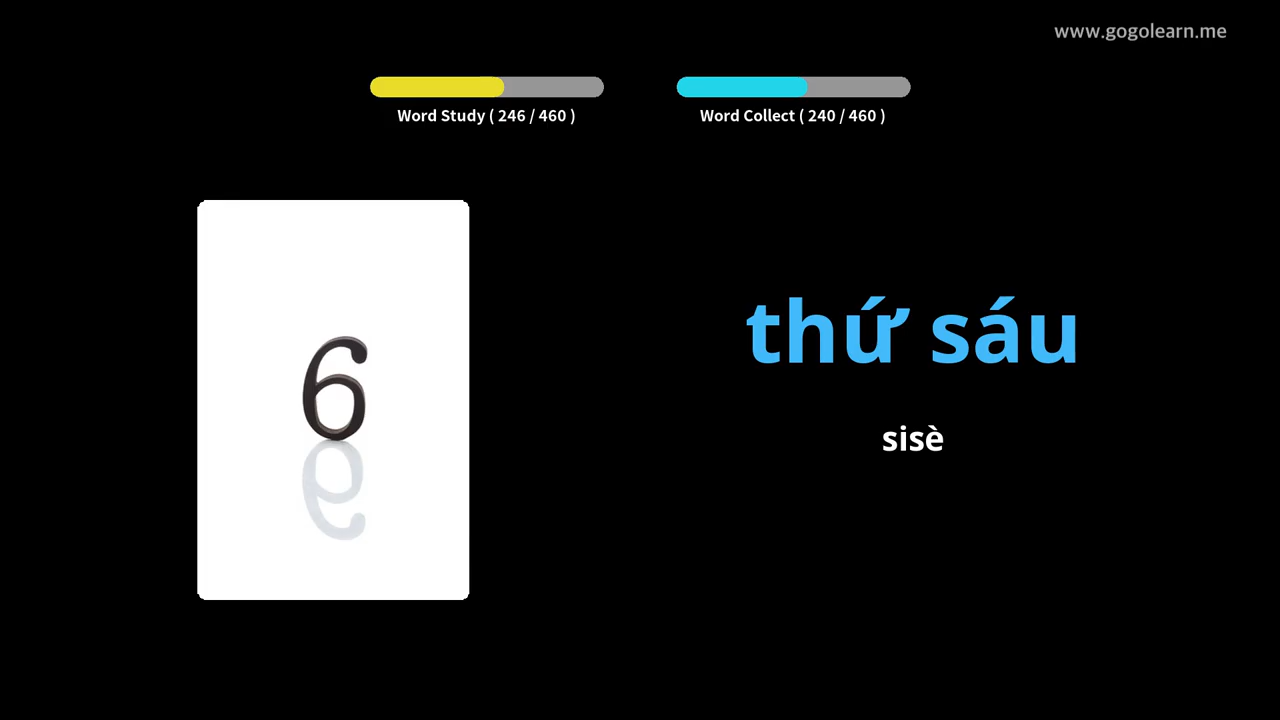 www.gogolearn.me
Word Study ( 246 / 460 )
Word Collect ( 240 / 460 )
6
thứ sáu
sisè